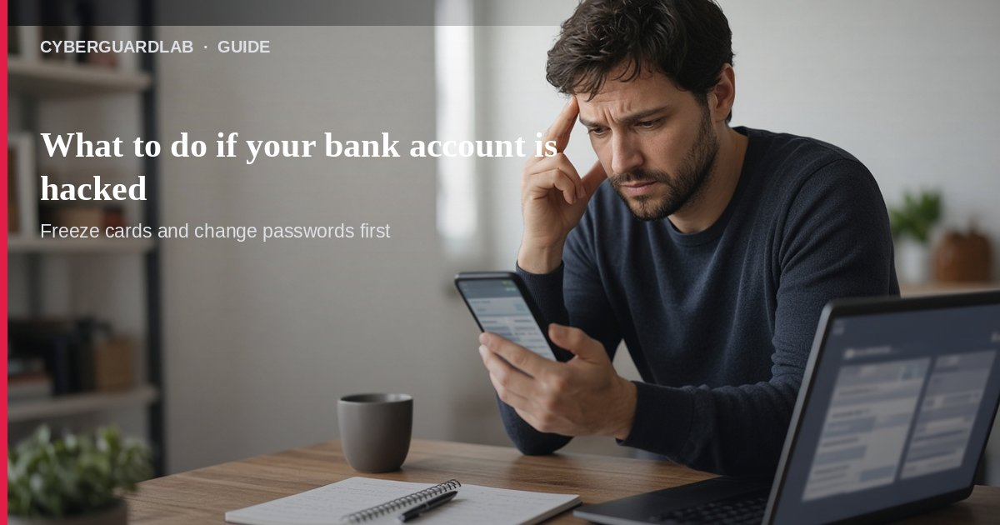 CYBERGUARDLAB · GUIDE
What to do if your bank account is
hacked
Freeze cards and change passwords first